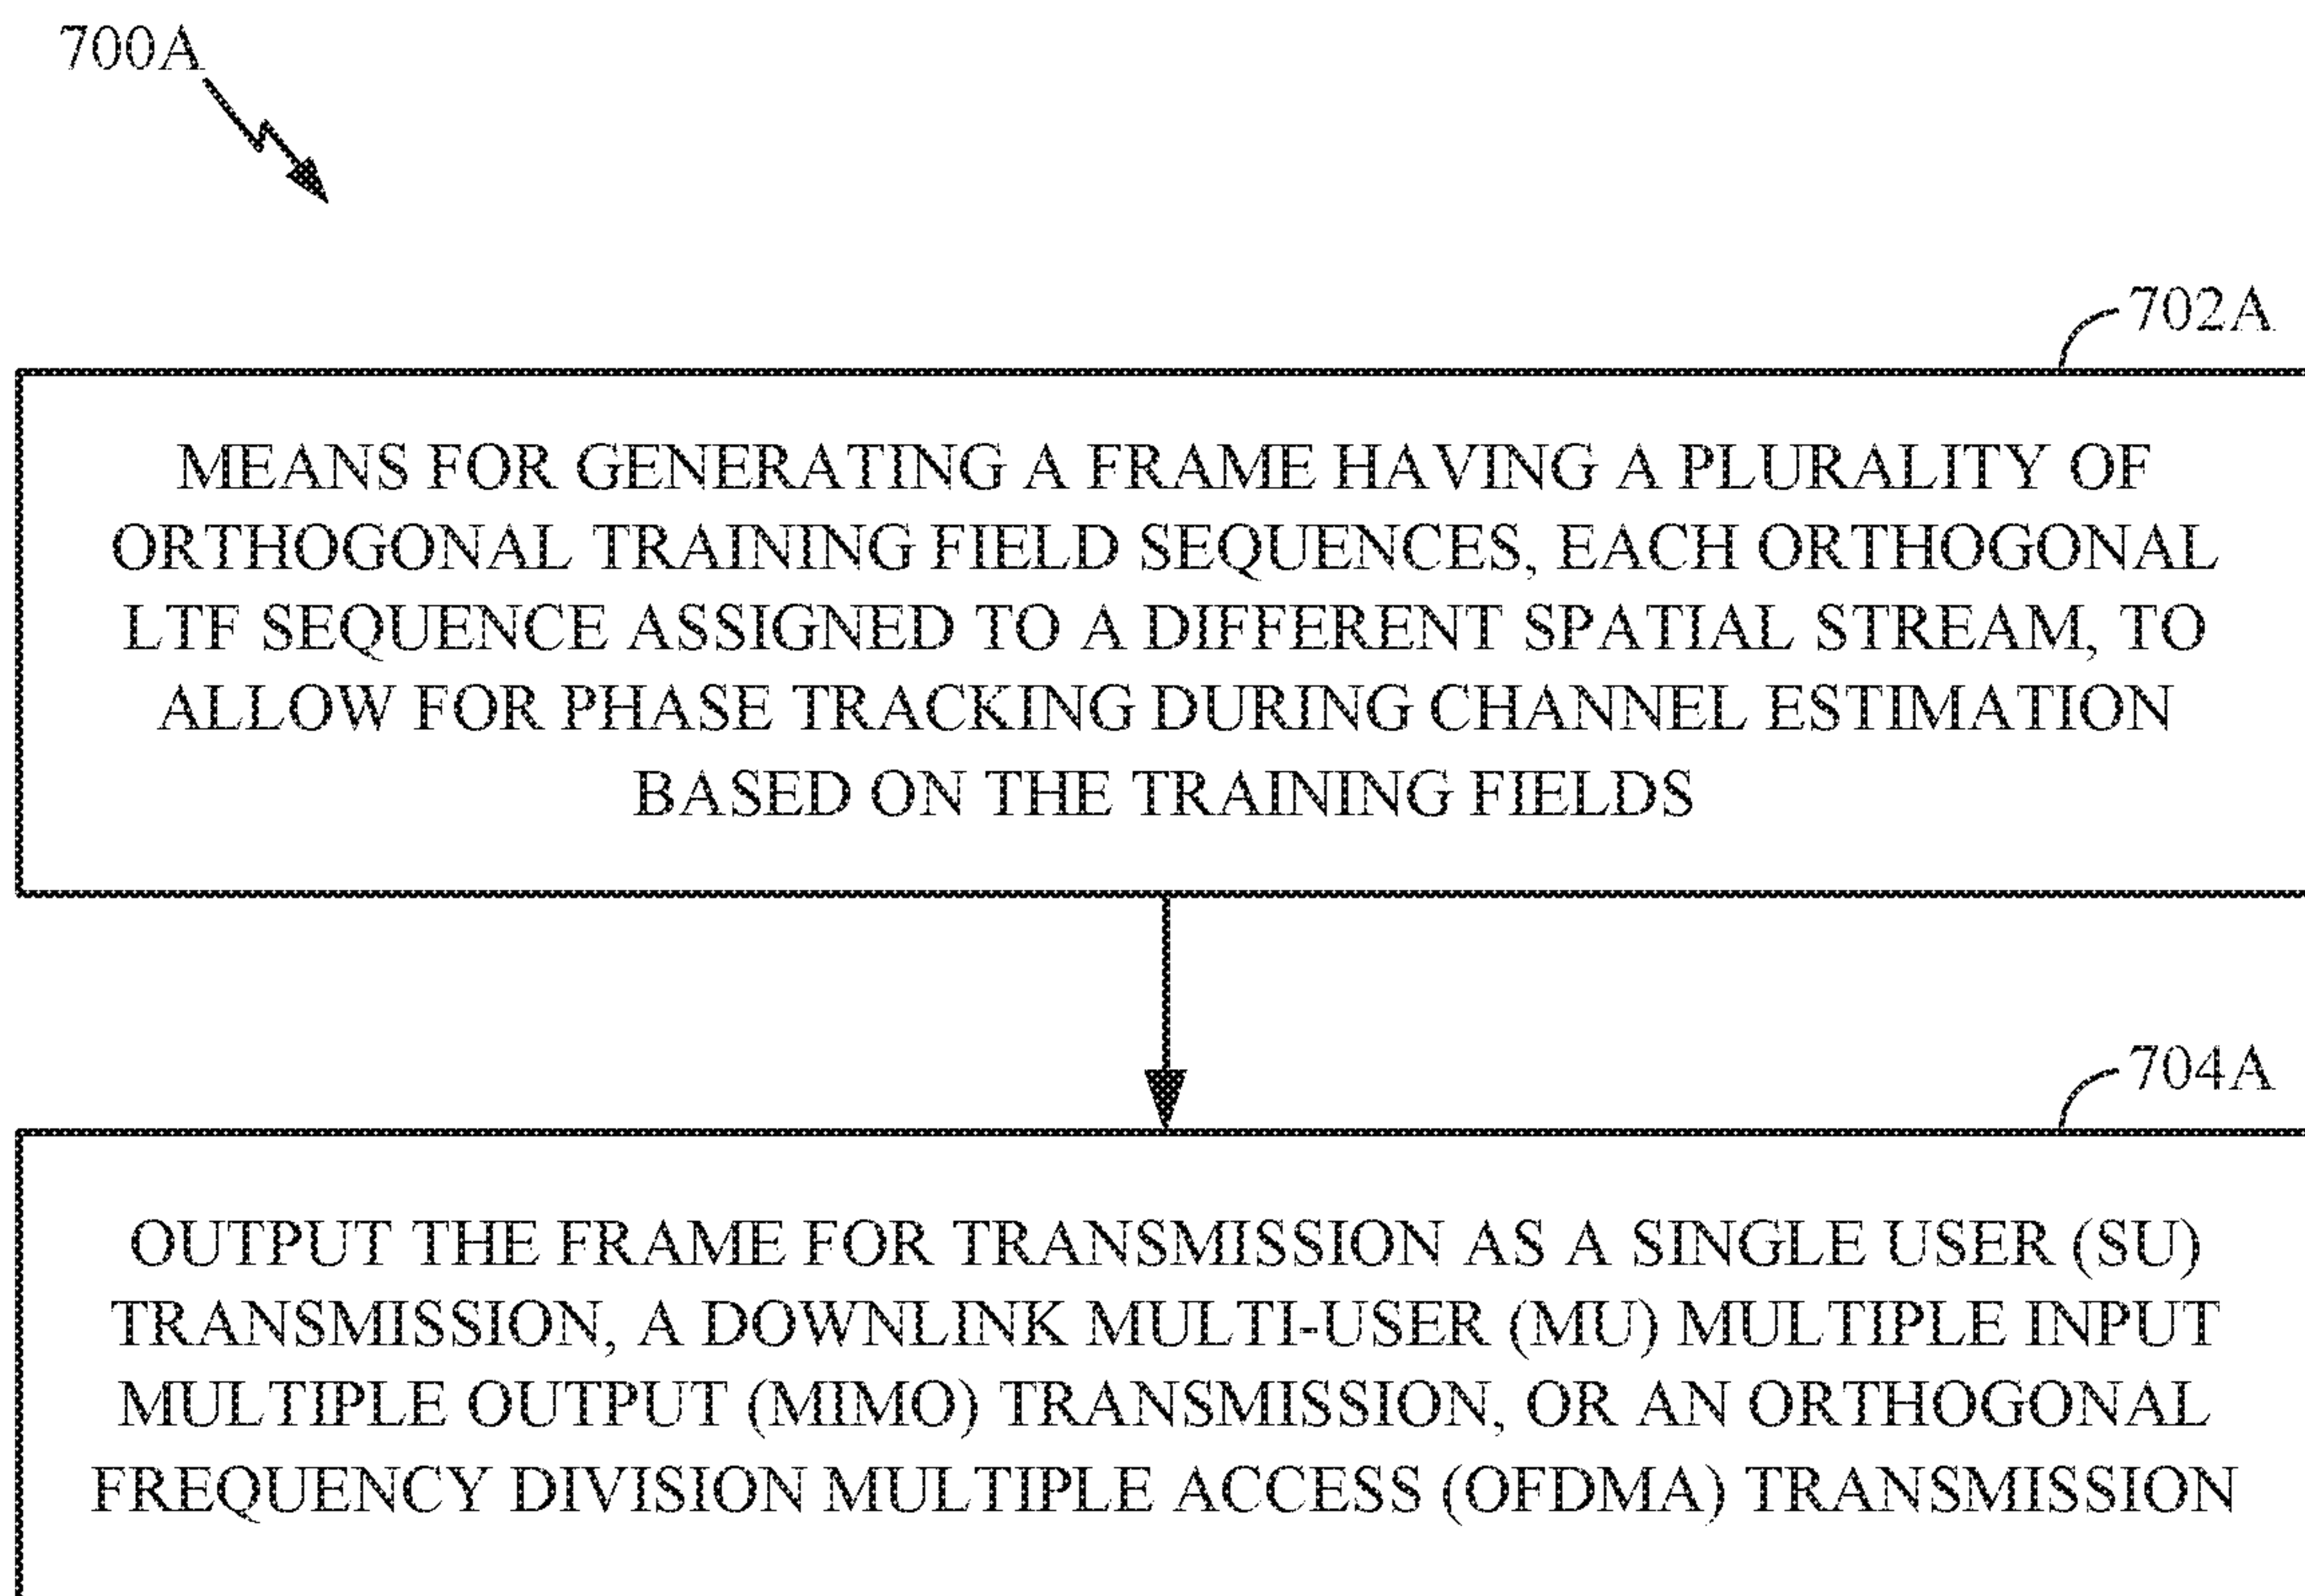 700A
702A
MEANS FOR GENERATING A FRAME HAVING A PLURALITY OF
ORTHOGONAL TRAINING FIELD SEQUENCES, EACH ORTHOGONAL
LTF SEQUENCE ASSIGNED TO A DIFFERENT SPATIAL STREAM, TO
ALLOW FOR PHASE TRACKING DURING CHANNEL ESTIMATION
BASED ON THE TRAINING FIELDS
704A
OUTPUT THE FRAME FOR TRANSMISSION AS A SINGLE USER (SU)
TRANSMISSION, A DOWNLINK MULTI-USER (MU) MULTIPLE INPUT
MULTIPLE OUTPUT (MIMO) TRANSMISSION, OR AN ORTHOGONAL
FREQUENCY DIVISION MULTIPLE ACCESS (OFDMA) TRANSMISSION